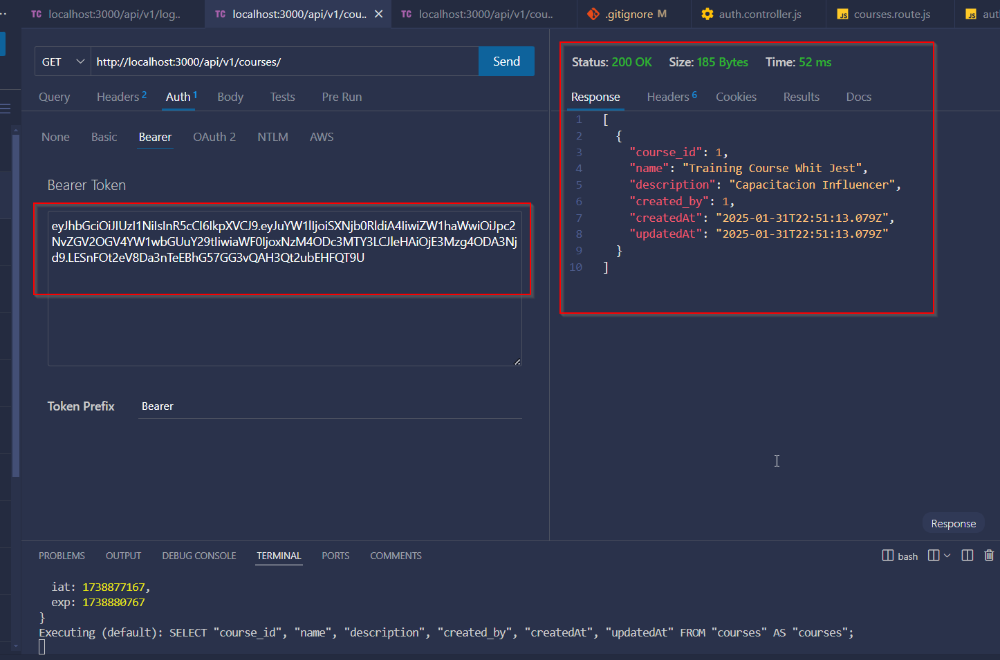 TC localhost:3000/api/v1/log..
TC localhost:3000/api/v1/cou..
TC localhost:3000/api/v1/cou..
.gitignore M
auth.controller.js
JS courses.route.js
JS aut
GET http://localhost:3000/api/v1/courses/ Send
Query Headers 2 Auth 1 Body Tests Pre Run
None Basic Bearer OAuth 2 NTLM AWS
Bearer Token
eyJhbGciOiJIUzI1NiIsInR5cCI6IkpXVCJ9.eyJuYW1lIjoiSXNjb0RldiA4IiwiZW1haWwiOiJpc2
NvZGV2OGV4YW1wbGUuY29tIiwiaWF0IjoxNzM4ODc3MTY3LCJleHAiOjE3Mzg4ODA3Nj
d9.LESnFOt2eV8Da3nTeEBhG57GG3vQAH3Qt2ubEHFQT9U
Token Prefix Bearer
Status: 200 OK Size: 185 Bytes Time: 52 ms
Response Headers 6 Cookies Results Docs
1 [
2 {
3 "course_id": 1,
4 "name": "Training Course Whit Jest",
5 "description": "Capacitacion Influencer",
6 "created_by": 1,
7 "createdAt": "2025-01-31T22:51:13.079Z",
8 "updatedAt": "2025-01-31T22:51:13.079Z"
9 }
10 ]
Response
PROBLEMS OUTPUT DEBUG CONSOLE TERMINAL PORTS COMMENTS
bash
iat: 1738877167,
exp: 1738880767
}
Executing (default): SELECT "course_id", "name", "description", "created_by", "createdAt", "updatedAt" FROM "courses" AS "courses";